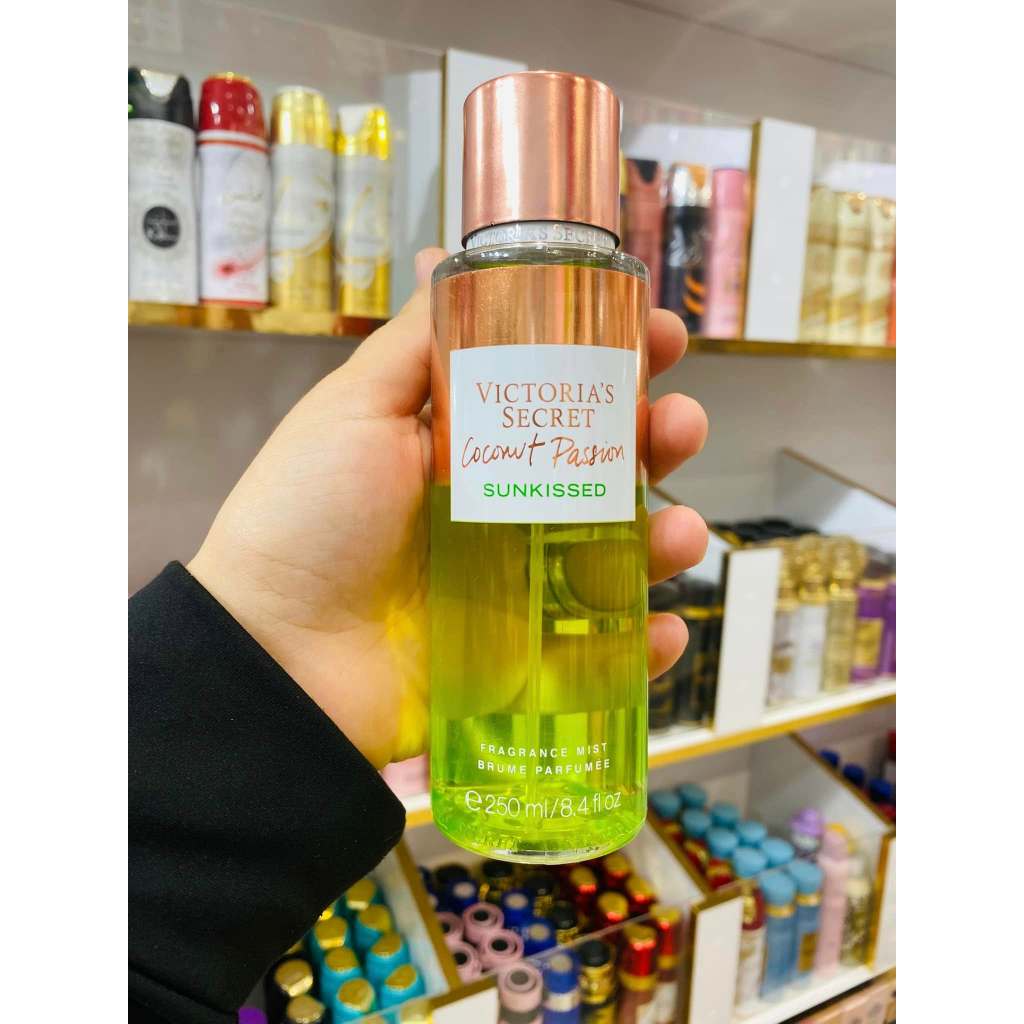 VICTORIA'S SECRET
VICTORIA'S
SECRET
Coconut Passion
SUNKISSED
FRAGRANCE MIST
BRUME PARFUMÉE
℮250 ml/8.4 fl oz